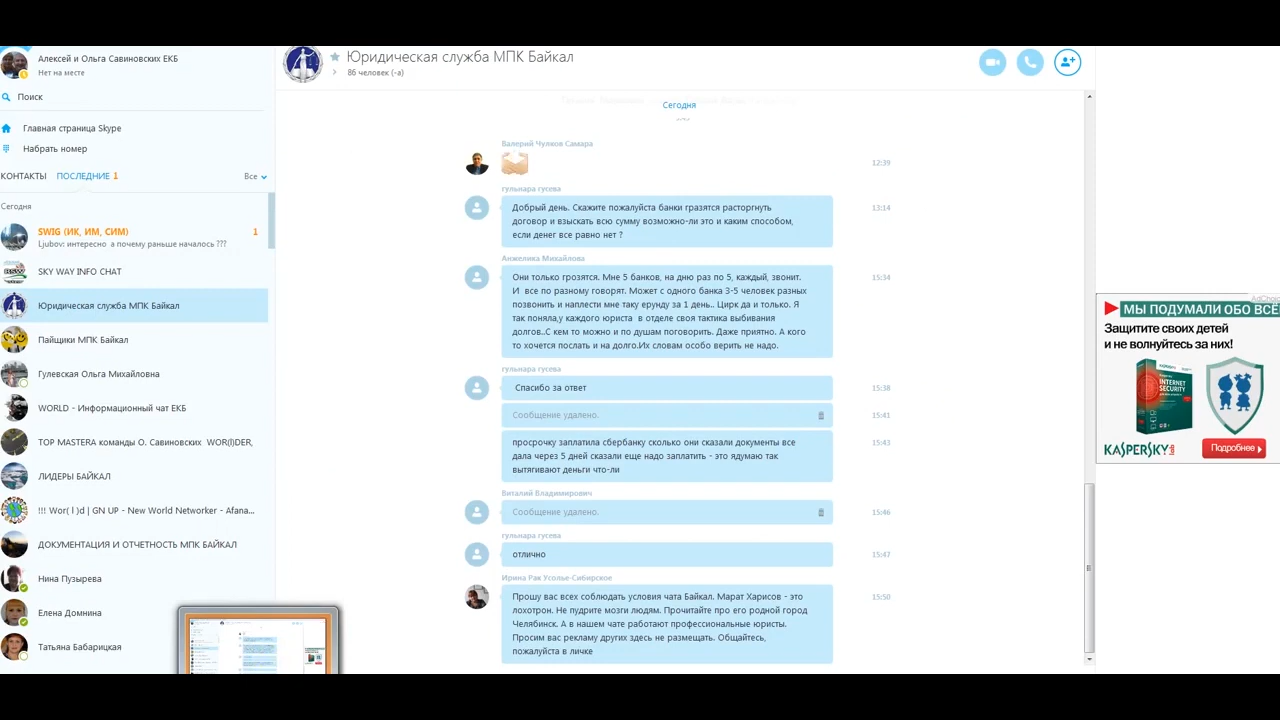 Алексей и Ольга Савиновских ЕКБ
Нет на месте
Поиск
Главная страница Skype
Набрать номер
КОНТАКТЫ ПОСЛЕДНИЕ 1
Все
Сегодня
SWIG (ИК, ИМ, СИМ) 1
Ljubov: интересно а почему раньше началось ???
SKY WAY INFO CHAT
Юридическая служба МПК Байкал
Пайщики МПК Байкал
Гулевская Ольга Михайловна
WORLD - Информационный чат ЕКБ
TOP MASTERA команды О. Савиновских WOR(l)DER,
ЛИДЕРЫ БАЙКАЛ
!!! Wor( l )d | GN UP - New World Networker - Afana...
ДОКУМЕНТАЦИЯ И ОТЧЕТНОСТЬ МПК БАЙКАЛ
Нина Пузырева
Елена Домнина
Татьяна Бабарицкая
Юридическая служба МПК Байкал
86 человек (-а)
Сегодня
Валерий Чулков Самара
12:39
гульнара гусева
Добрый день. Скажите пожалуйста банки гразятся расторгнуть 13:14
договор и взыскать всю сумму возможно-ли это и каким способом,
если денег все равно нет ?
Анжелика Михайлова
Они только грозятся. Мне 5 банков, на дню раз по 5, каждый, звонит. 15:34
И все по разному говорят. Может с одного банка 3-5 человек разных
позвонить и наплести мне таку ерунду за 1 день.. Цирк да и только. Я
так поняла,у каждого юриста в отделе своя тактика выбивания
долгов..С кем то можно и по душам поговорить. Даже приятно. А кого
то хочется послать и на долго.Их словам особо верить не надо.
гульнара гусева
Спасибо за ответ 15:38
Сообщение удалено. 15:41
просрочку заплатила сбербанку сколько они сказали документы все 15:43
дала через 5 дней сказали еще надо заплатить - это ядумаю так
вытягивают деньги что-ли
Виталий Владимирович
Сообщение удалено. 15:46
гульнара гусева
отлично 15:47
Ирина Рак Усолье-Сибирское
Прошу вас всех соблюдать условия чата Байкал. Марат Харисов - это 15:50
лохотрон. Не пудрите мозги людям. Прочитайте про его родной город
Челябинск. А в нашем чате работают профессиональные юристы.
Просим вас рекламу других здесь не размещать. Общайтесь,
пожалуйста в личке
МЫ ПОДУМАЛИ ОБО ВСЁ
Защитите своих детей
и не волнуйтесь за них!
KASPERSKY
INTERNET
SECURITY
KASPERSKY lab
Подробнее